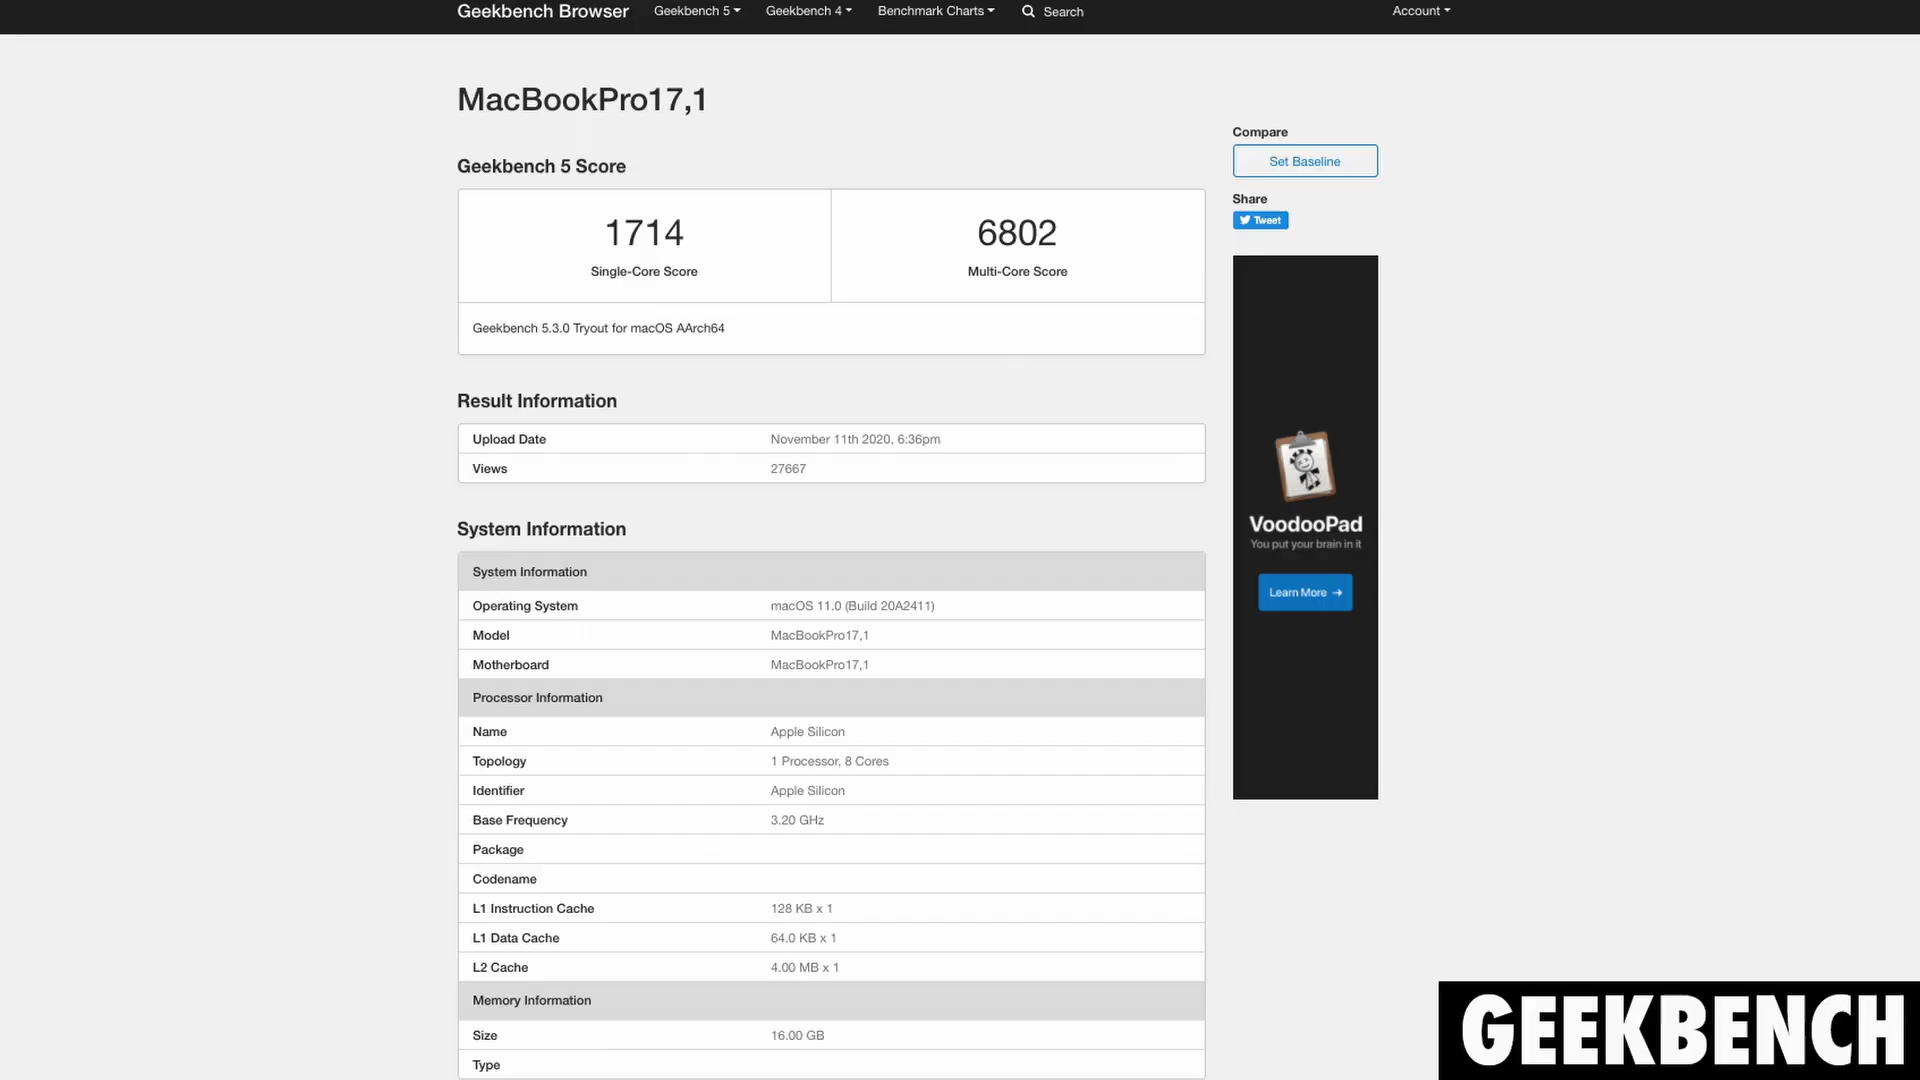 Geekbench Browser Geekbench 5 Geekbench 4 Benchmark Charts Search Account
MacBookPro17,1
Compare
Set Baseline
Geekbench 5 Score
Share
Tweet
1714 6802
Single-Core Score Multi-Core Score
Geekbench 5.3.0 Tryout for macOS AArch64
Result Information
Upload Date November 11th 2020, 6:36pm
Views 27667
VoodooPad
You put your brain in it
Learn More →
System Information
System Information
Operating System macOS 11.0 (Build 20A2411)
Model MacBookPro17,1
Motherboard MacBookPro17,1
Processor Information
Name Apple Silicon
Topology 1 Processor, 8 Cores
Identifier Apple Silicon
Base Frequency 3.20 GHz
Package
Codename
L1 Instruction Cache 128 KB x 1
L1 Data Cache 64.0 KB x 1
L2 Cache 4.00 MB x 1
Memory Information
Size 16.00 GB
Type
GEEKBENCH